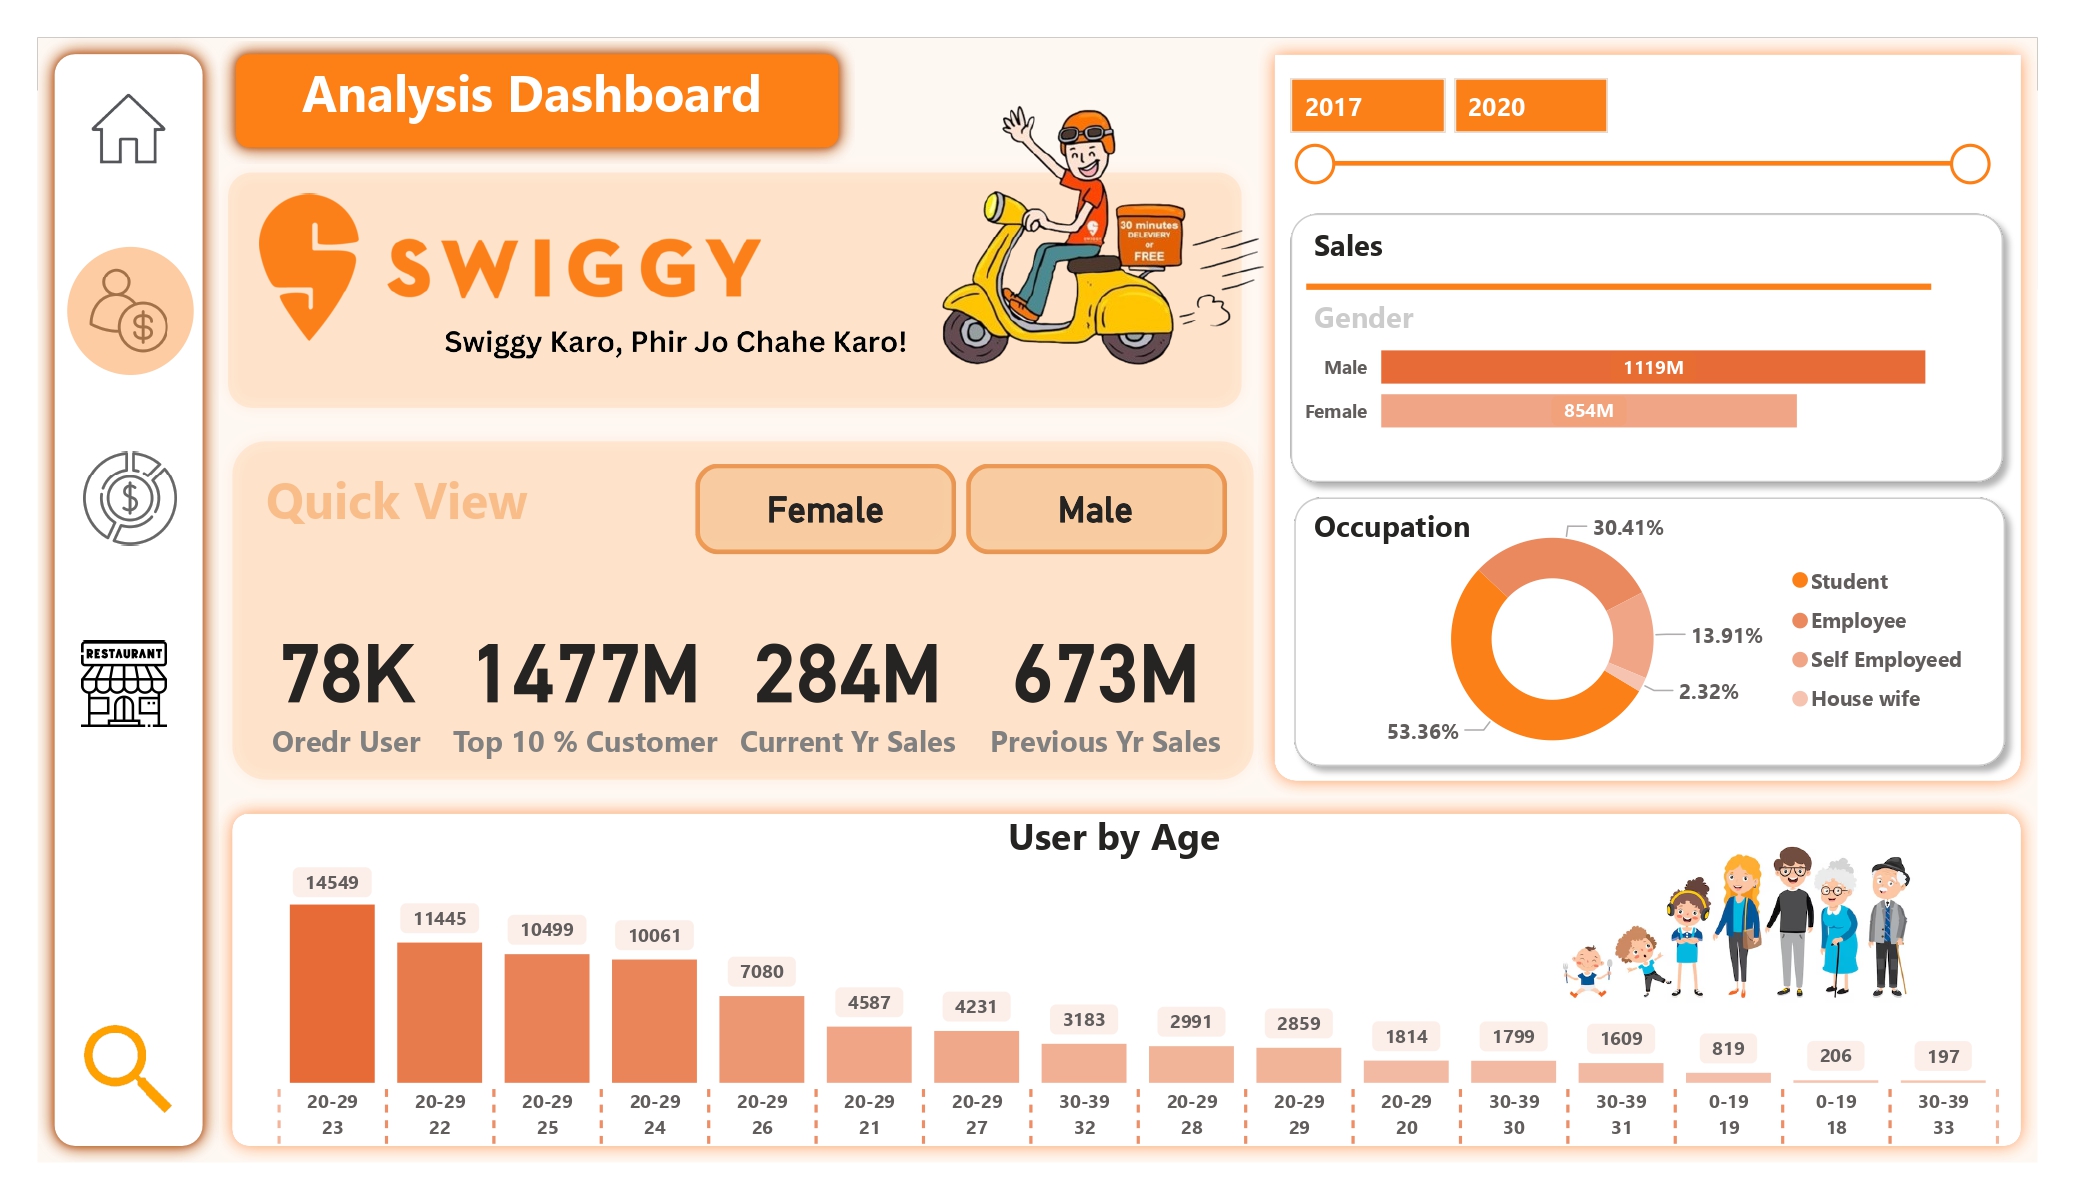 Analysis Dashboard
SWIGGY
Swiggy Karo, Phir Jo Chahe Karo!
30 minutes
DELEVIERY
or
FREE
RESTAURANT
2017 2020
Sales
Gender
Male 1119M
Female 854M
Quick View
Female Male
78K 1477M 284M 673M
Oredr User Top 10 % Customer Current Yr Sales Previous Yr Sales
Occupation
30.41%
13.91%
2.32%
53.36%
Student
Employee
Self Employeed
House wife
User by Age
14549 11445 10499 10061 7080 4587 4231 3183 2991 2859 1814 1799 1609 819 206 197
20-29 20-29 20-29 20-29 20-29 20-29 20-29 30-39 20-29 20-29 20-29 30-39 30-39 0-19 0-19 30-39
23 22 25 24 26 21 27 32 28 29 20 30 31 19 18 33